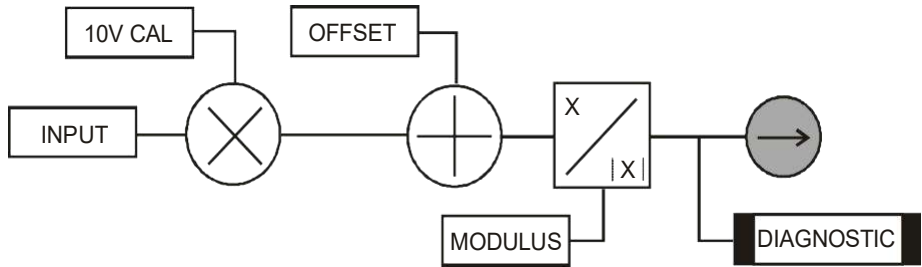 10V CAL
OFFSET
INPUT
X
|X|
MODULUS
DIAGNOSTIC